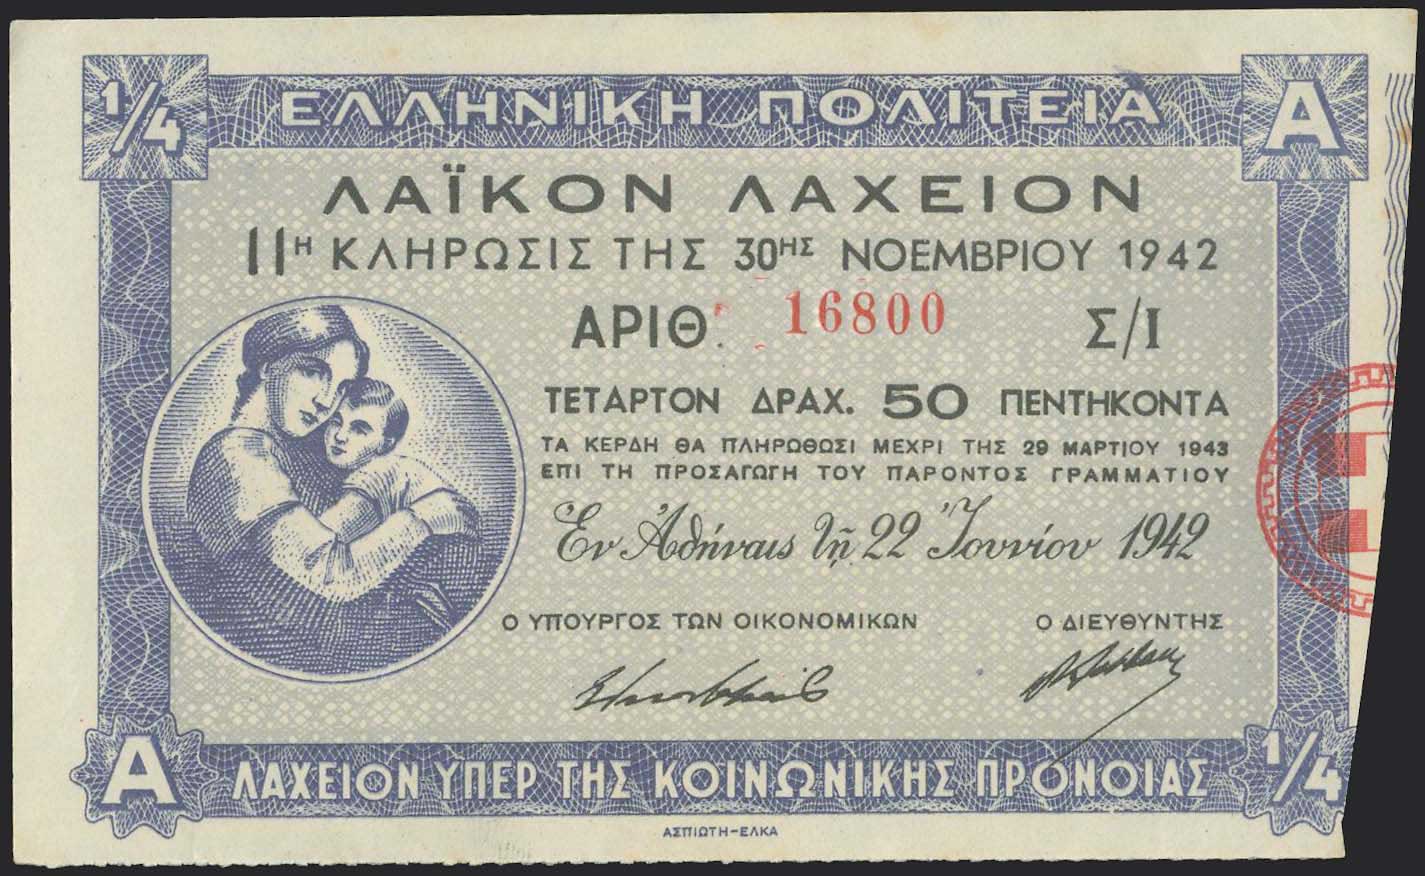 1/4 ΕΛΛΗΝΙΚΗ ΠΟΛΙΤΕΙΑ Α
ΛΑΪΚΟΝ ΛΑΧΕΙΟΝ
11Η ΚΛΗΡΩΣΙΣ ΤΗΣ 30ΗΣ ΝΟΕΜΒΡΙΟΥ 1942
ΑΡΙΘ. 16800 Σ/Ι
ΤΕΤΑΡΤΟΝ ΔΡΑΧ. 50 ΠΕΝΤΗΚΟΝΤΑ
ΤΑ ΚΕΡΔΗ ΘΑ ΠΛΗΡΩΘΩΣΙ ΜΕΧΡΙ ΤΗΣ 29 ΜΑΡΤΙΟΥ 1943
ΕΠΙ ΤΗ ΠΡΟΣΑΓΩΓΗ ΤΟΥ ΠΑΡΟΝΤΟΣ ΓΡΑΜΜΑΤΙΟΥ
Ἐν Ἀθήναις τῇ 22 Ἰουνίου 1942
Ο ΥΠΟΥΡΓΟΣ ΤΩΝ ΟΙΚΟΝΟΜΙΚΩΝ Ο ΔΙΕΥΘΥΝΤΗΣ
Α ΛΑΧΕΙΟΝ ΥΠΕΡ ΤΗΣ ΚΟΙΝΩΝΙΚΗΣ ΠΡΟΝΟΙΑΣ 1/4
ΑΣΠΙΩΤΗ-ΕΛΚΑ